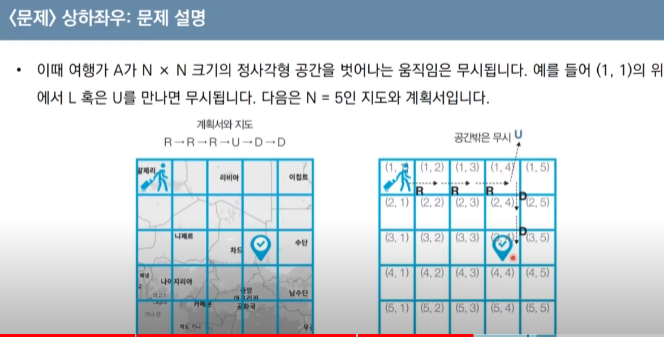 <문제> 상하좌우: 문제 설명
• 이때 여행가 A가 N × N 크기의 정사각형 공간을 벗어나는 움직임은 무시됩니다. 예를 들어 (1, 1)의 위
에서 L 혹은 U를 만나면 무시됩니다. 다음은 N = 5인 지도와 계획서입니다.
계획서와 지도
R→R→R→U→D→D
알제리
리비아
이집트
니제르
차드
수단
나이지리아
남수단
카메룬
공화국
공간밖은 무시 U
(1, 1) (1, 2) (1, 3) (1, 4) (1, 5)
R R R D
(2, 1) (2, 2) (2, 3) (2, 4) (2, 5)
D
(3, 1) (3, 2) (3, 3) (3, 5)
(4, 1) (4, 2) (4, 3) (4, 4) (4, 5)
(5, 1) (5, 2) (5, 3) (5, 4) (5, 5)